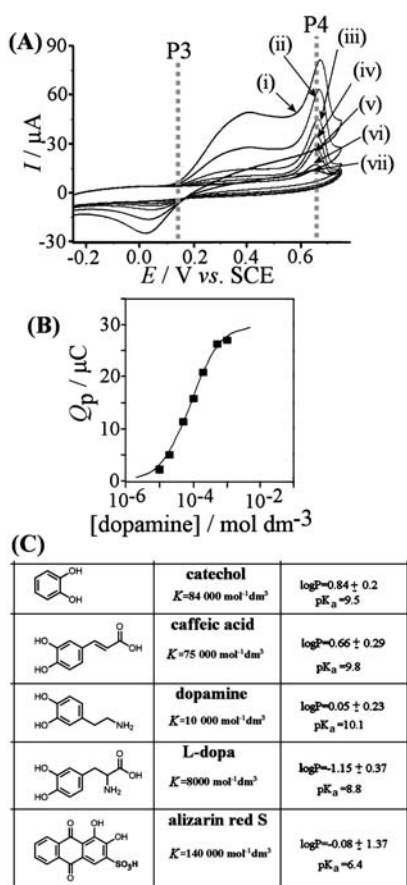 (A)
P3
P4
(i)
(ii)
(iii)
(iv)
(v)
(vi)
(vii)
I / μA
90
60
30
0
-30
-0.2
0.0
0.2
0.4
0.6
E / V vs. SCE
(B)
Qp / μC
30
20
10
0
10-6
10-4
10-2
[dopamine] / mol dm-3
(C)
OH
OH
catechol
K=84 000 mol-1dm3
logP=0.84 ± 0.2
pKa=9.5
HO
HO
O
OH
caffeic acid
K=75 000 mol-1dm3
logP=0.66 ± 0.29
pKa=9.8
HO
HO
NH2
dopamine
K=10 000 mol-1dm3
logP=0.05 ± 0.23
pKa=10.1
HO
HO
O
OH
NH2
L-dopa
K=8000 mol-1dm3
logP=-1.15 ± 0.37
pKa=8.8
O
OH
OH
SO3H
O
alizarin red S
K=140 000 mol-1dm3
logP=-0.08 ± 1.37
pKa=6.4